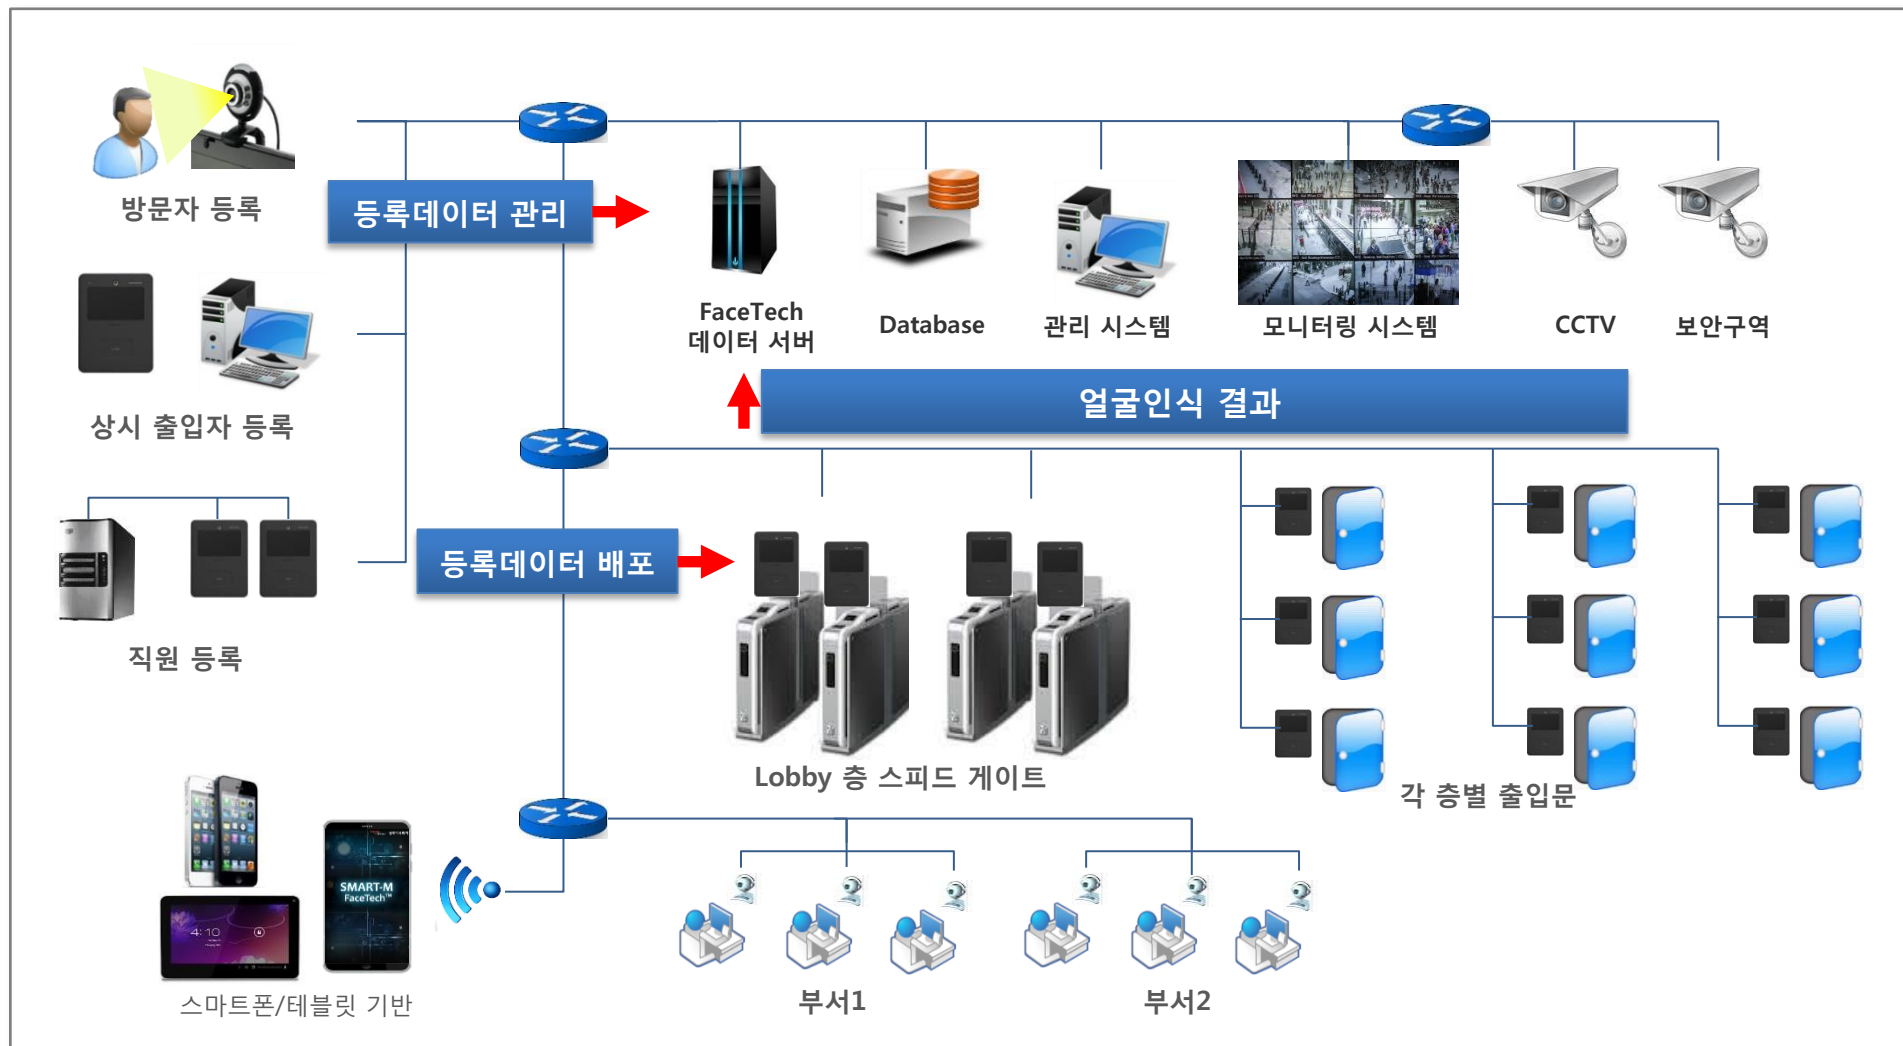 방문자 등록
등록데이터 관리
FaceTech
데이터 서버
Database
관리 시스템
모니터링 시스템
CCTV
보안구역
상시 출입자 등록
얼굴인식 결과
등록데이터 배포
직원 등록
Lobby 층 스피드 게이트
각 층별 출입문
SMART-M
FaceTech™
4:10
스마트폰/테블릿 기반
부서1
부서2